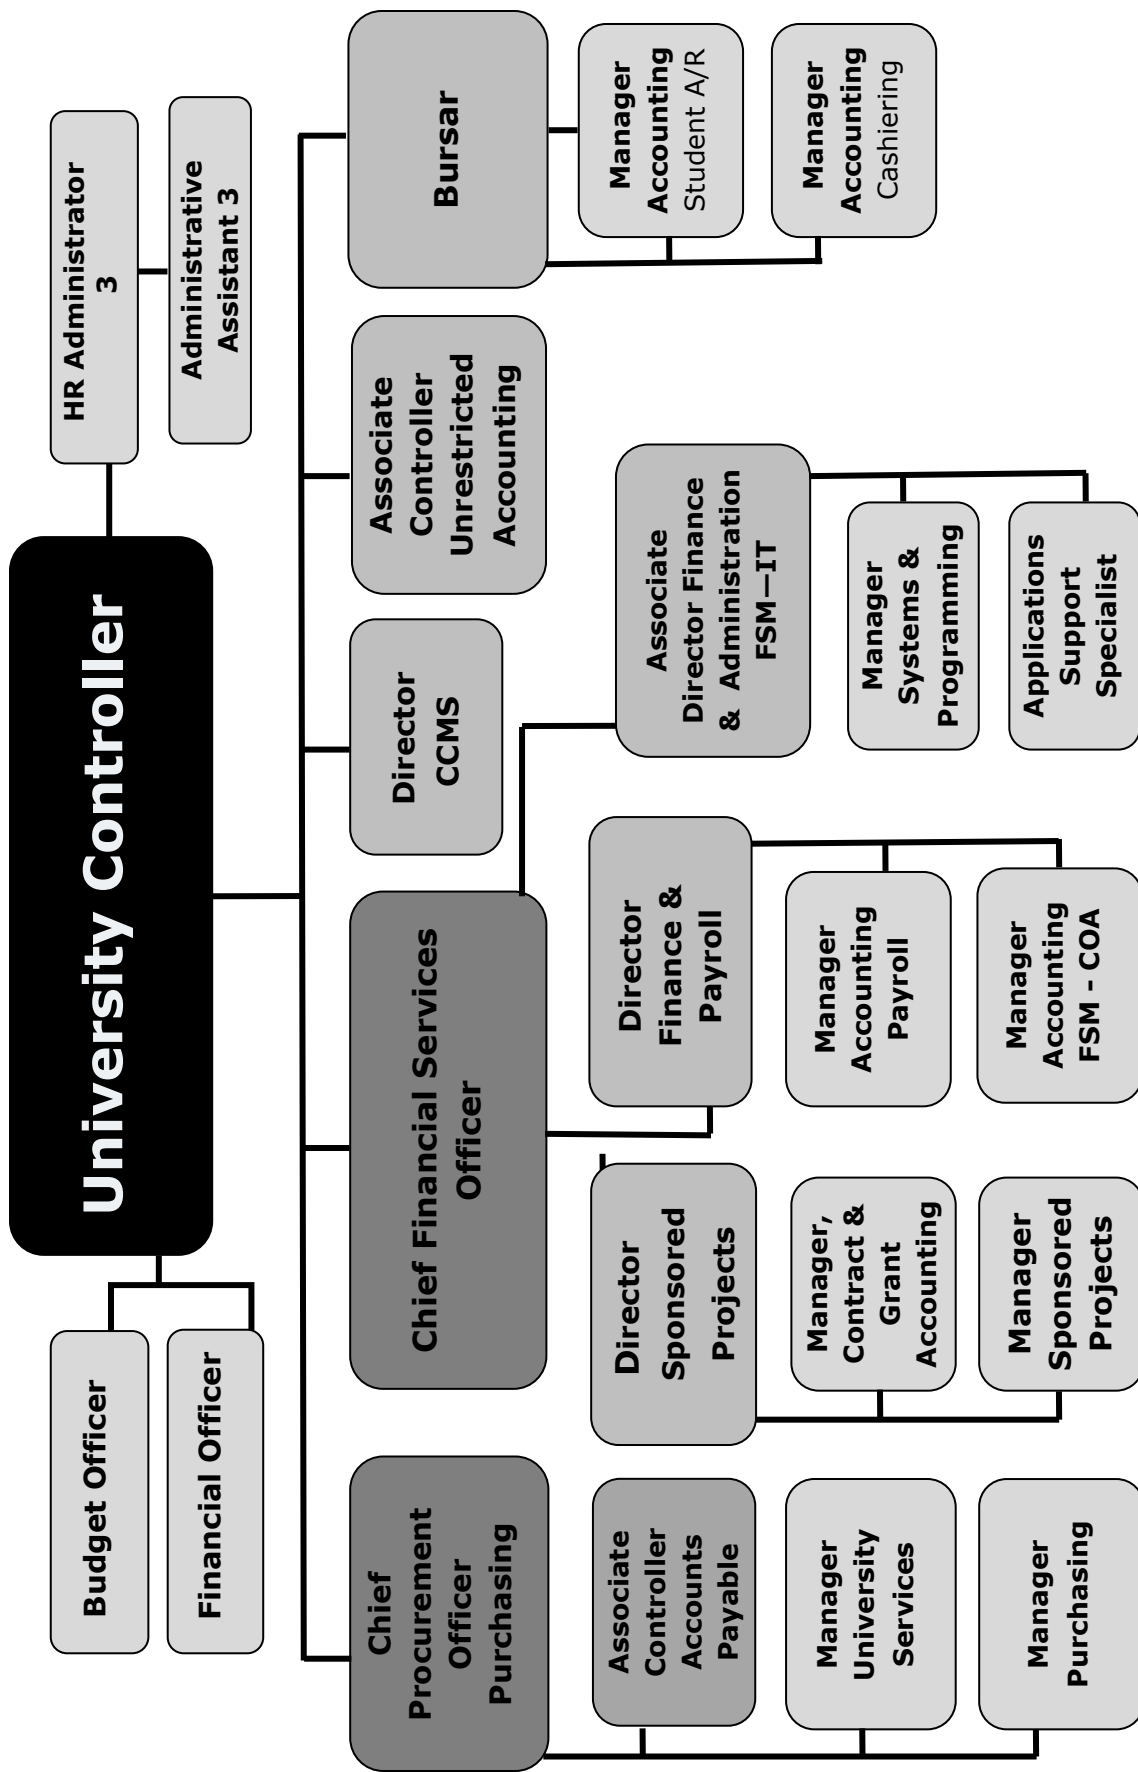 University Controller
Budget Officer
Financial Officer
HR Administrator
3
Administrative
Assistant 3
Chief
Procurement
Officer
Purchasing
Chief Financial Services
Officer
Director
CCMS
Associate
Controller
Unrestricted
Accounting
Bursar
Associate
Controller
Accounts
Payable
Manager
University
Services
Manager
Purchasing
Director
Sponsored
Projects
Manager,
Contract &
Grant
Accounting
Manager
Sponsored
Projects
Director
Finance &
Payroll
Manager
Accounting
Payroll
Manager
Accounting
FSM – COA
Associate
Director Finance
& Administration
FSM—IT
Manager
Systems &
Programming
Applications
Support
Specialist
Manager
Accounting
Student A/R
Manager
Accounting
Cashiering